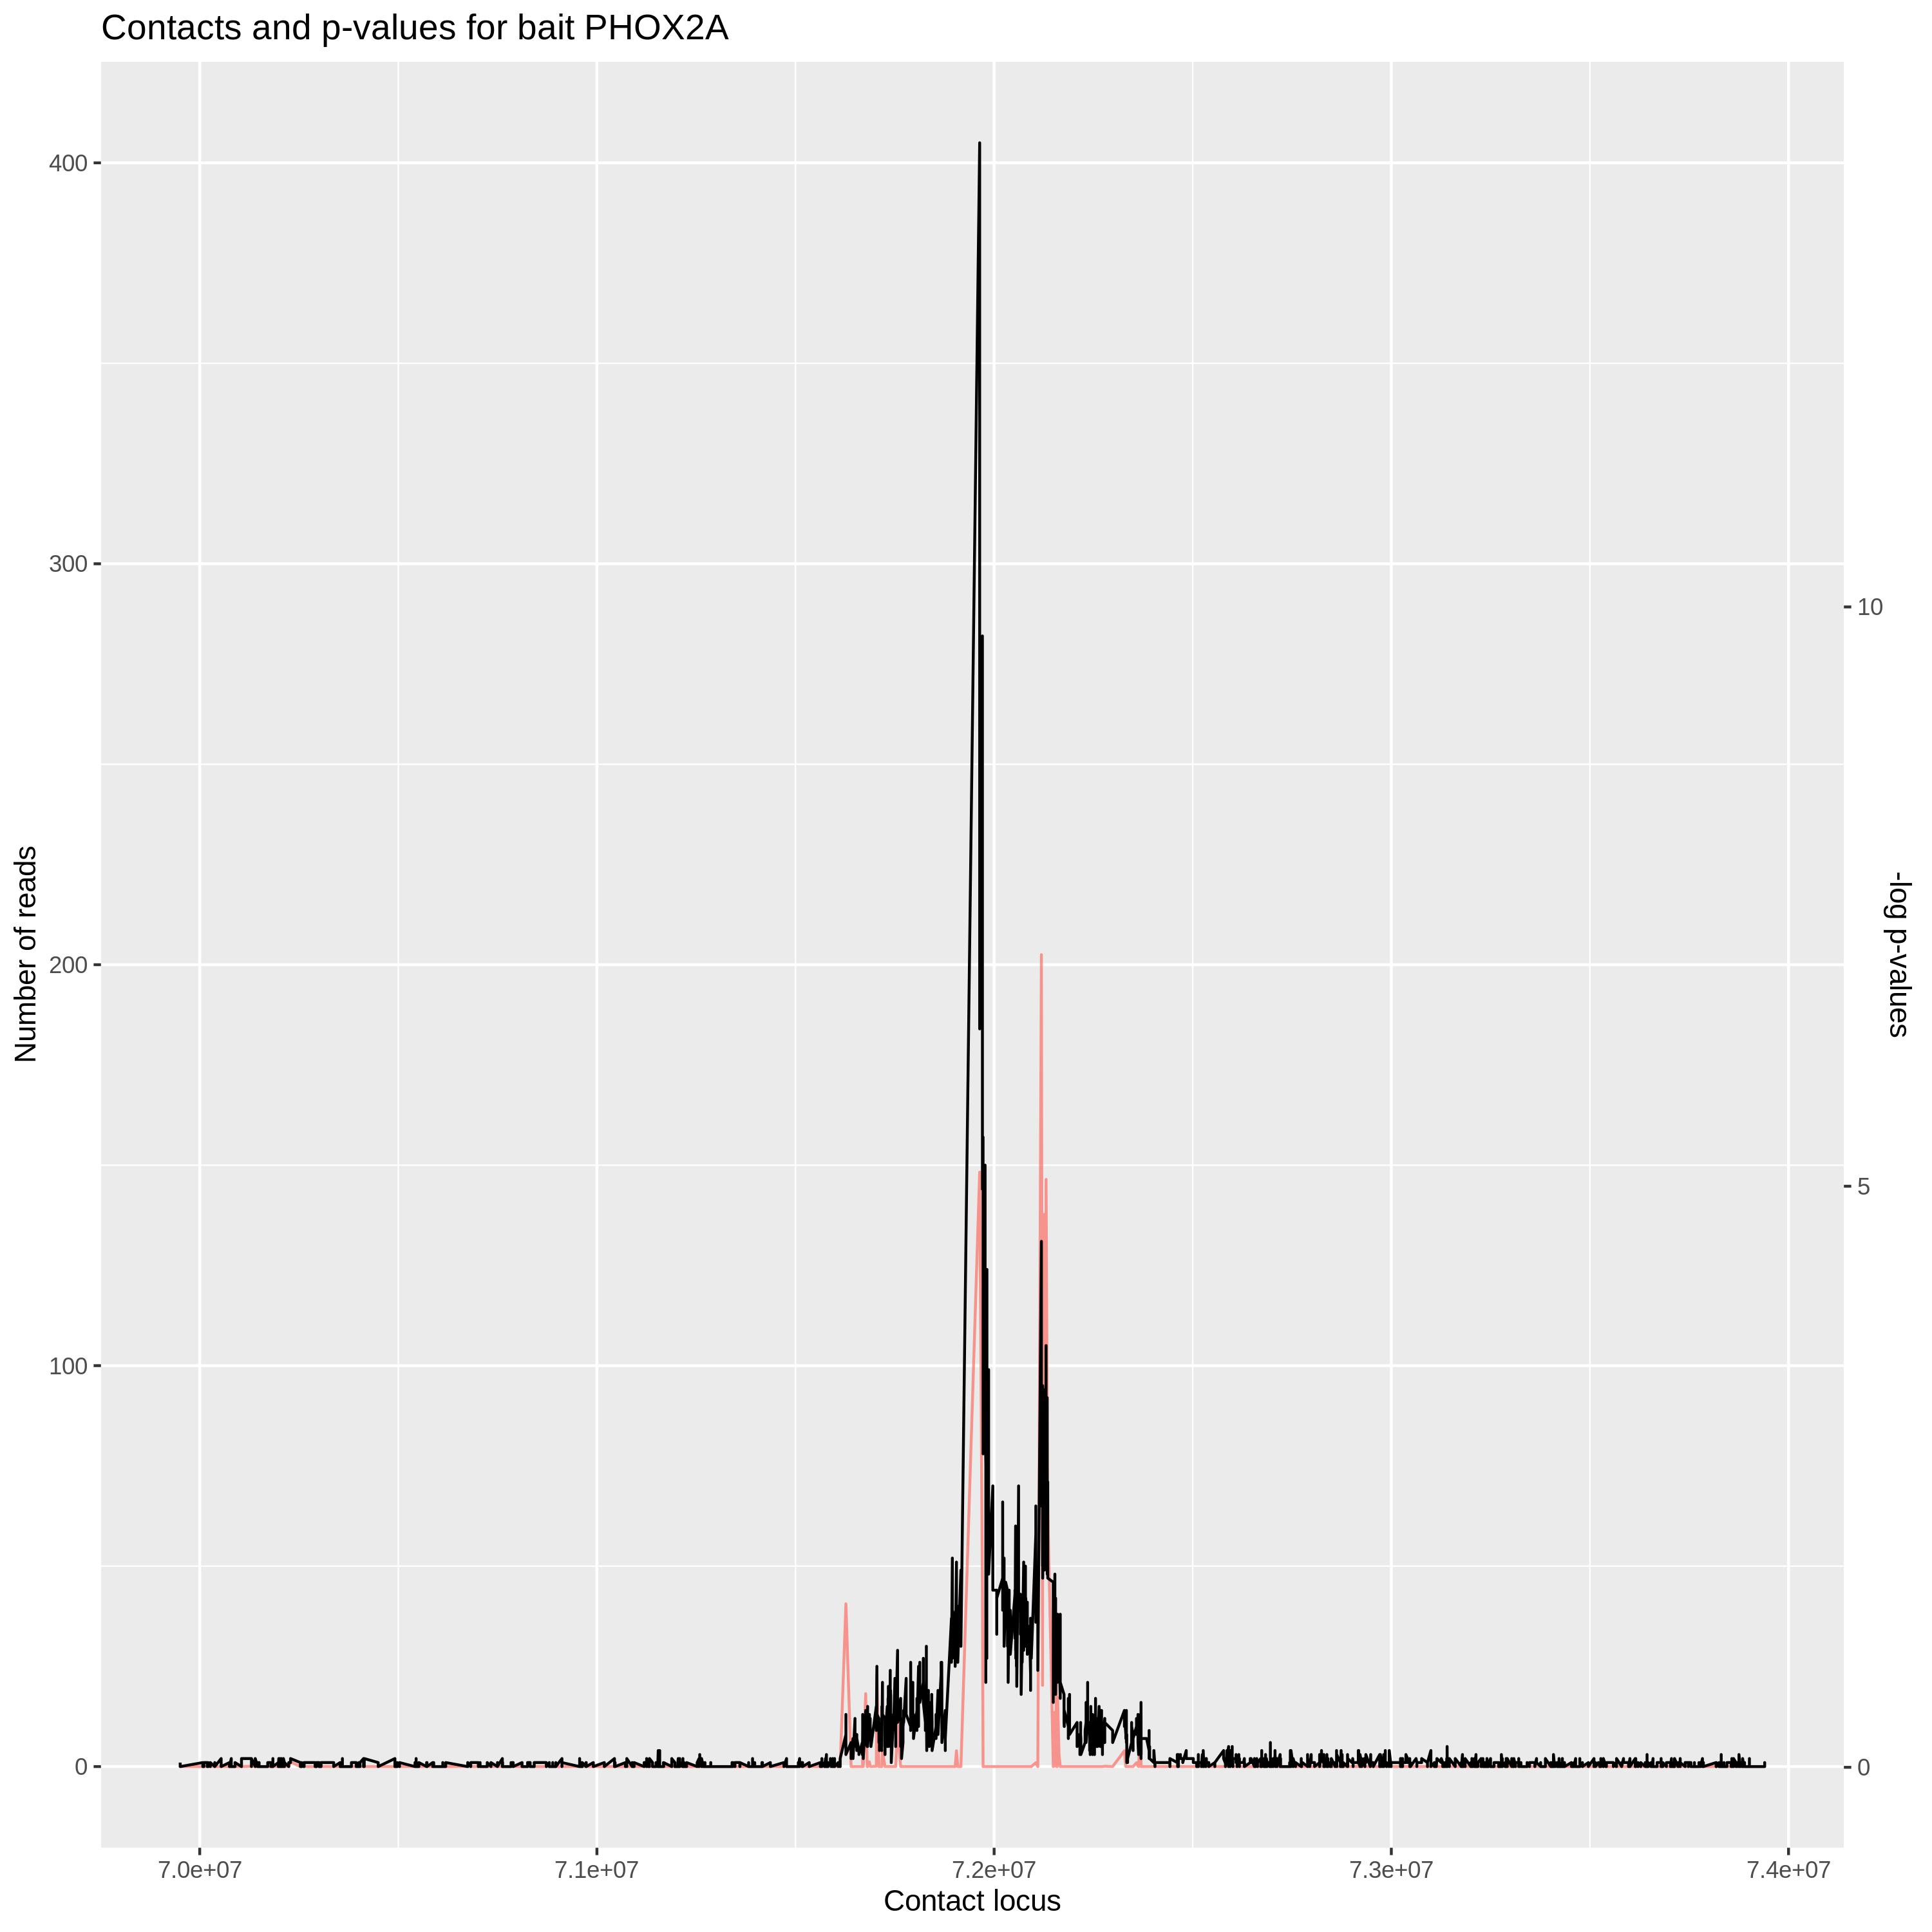 Contacts and p-values for bait PHOX2A
400
300
200
100
0
Number of reads
10
5
0
-log p-values
7.0e+07
7.1e+07
7.2e+07
7.3e+07
7.4e+07
Contact locus